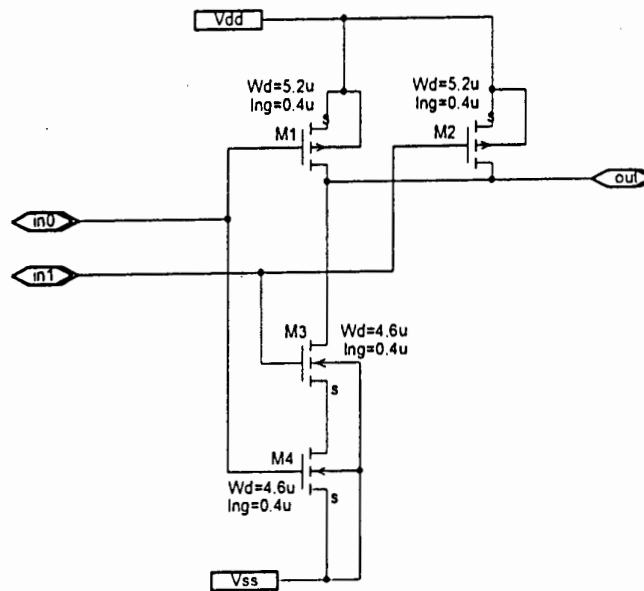 Vdd
Wd=5.2u
lng=0.4u
Wd=5.2u
lng=0.4u
s
s
M1
M2
out
in0
in1
M3
Wd=4.6u
lng=0.4u
s
M4
Wd=4.6u
lng=0.4u
s
Vss